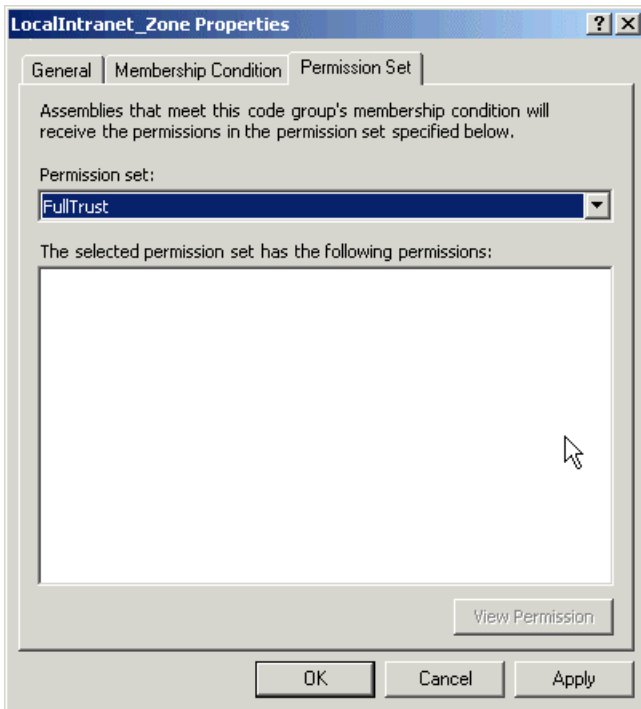 LocalIntranet_Zone Properties
General Membership Condition Permission Set
Assemblies that meet this code group's membership condition will
receive the permissions in the permission set specified below.
Permission set:
FullTrust
The selected permission set has the following permissions:
View Permission
OK Cancel Apply